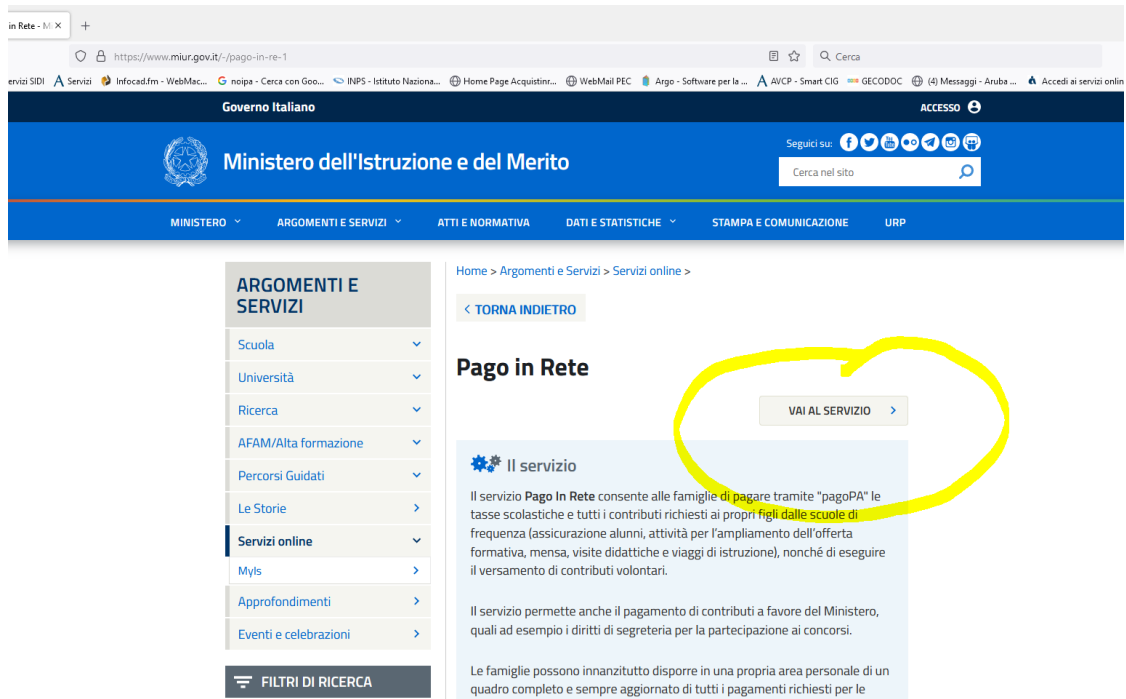 in Rete - Mi ×
+
https://www.miur.gov.it/-/pago-in-re-1
Cerca
ervizi SIDI
Servizi
Infocad.fm - WebMac...
noipa - Cerca con Goo...
INPS - Istituto Naziona...
Home Page Acquistinr...
WebMail PEC
Argo - Software per la ...
AVCP - Smart CIG
GECODOC
(4) Messaggi - Aruba ...
Accedi ai servizi onlin
Governo Italiano
ACCESSO
Ministero dell'Istruzione e del Merito
Seguici su:
Cerca nel sito
MINISTERO
ARGOMENTI E SERVIZI
ATTI E NORMATIVA
DATI E STATISTICHE
STAMPA E COMUNICAZIONE
URP
ARGOMENTI E
SERVIZI
Scuola
Università
Ricerca
AFAM/Alta formazione
Percorsi Guidati
Le Storie
Servizi online
MyIs
Approfondimenti
Eventi e celebrazioni
FILTRI DI RICERCA
Home > Argomenti e Servizi > Servizi online >
< TORNA INDIETRO
Pago in Rete
VAI AL SERVIZIO >
Il servizio
Il servizio Pago In Rete consente alle famiglie di pagare tramite "pagoPA" le
tasse scolastiche e tutti i contributi richiesti ai propri figli dalle scuole di
frequenza (assicurazione alunni, attività per l'ampliamento dell'offerta
formativa, mensa, visite didattiche e viaggi di istruzione), nonché di eseguire
il versamento di contributi volontari.
Il servizio permette anche il pagamento di contributi a favore del Ministero,
quali ad esempio i diritti di segreteria per la partecipazione ai concorsi.
Le famiglie possono innanzitutto disporre in una propria area personale di un
quadro completo e sempre aggiornato di tutti i pagamenti richiesti per le